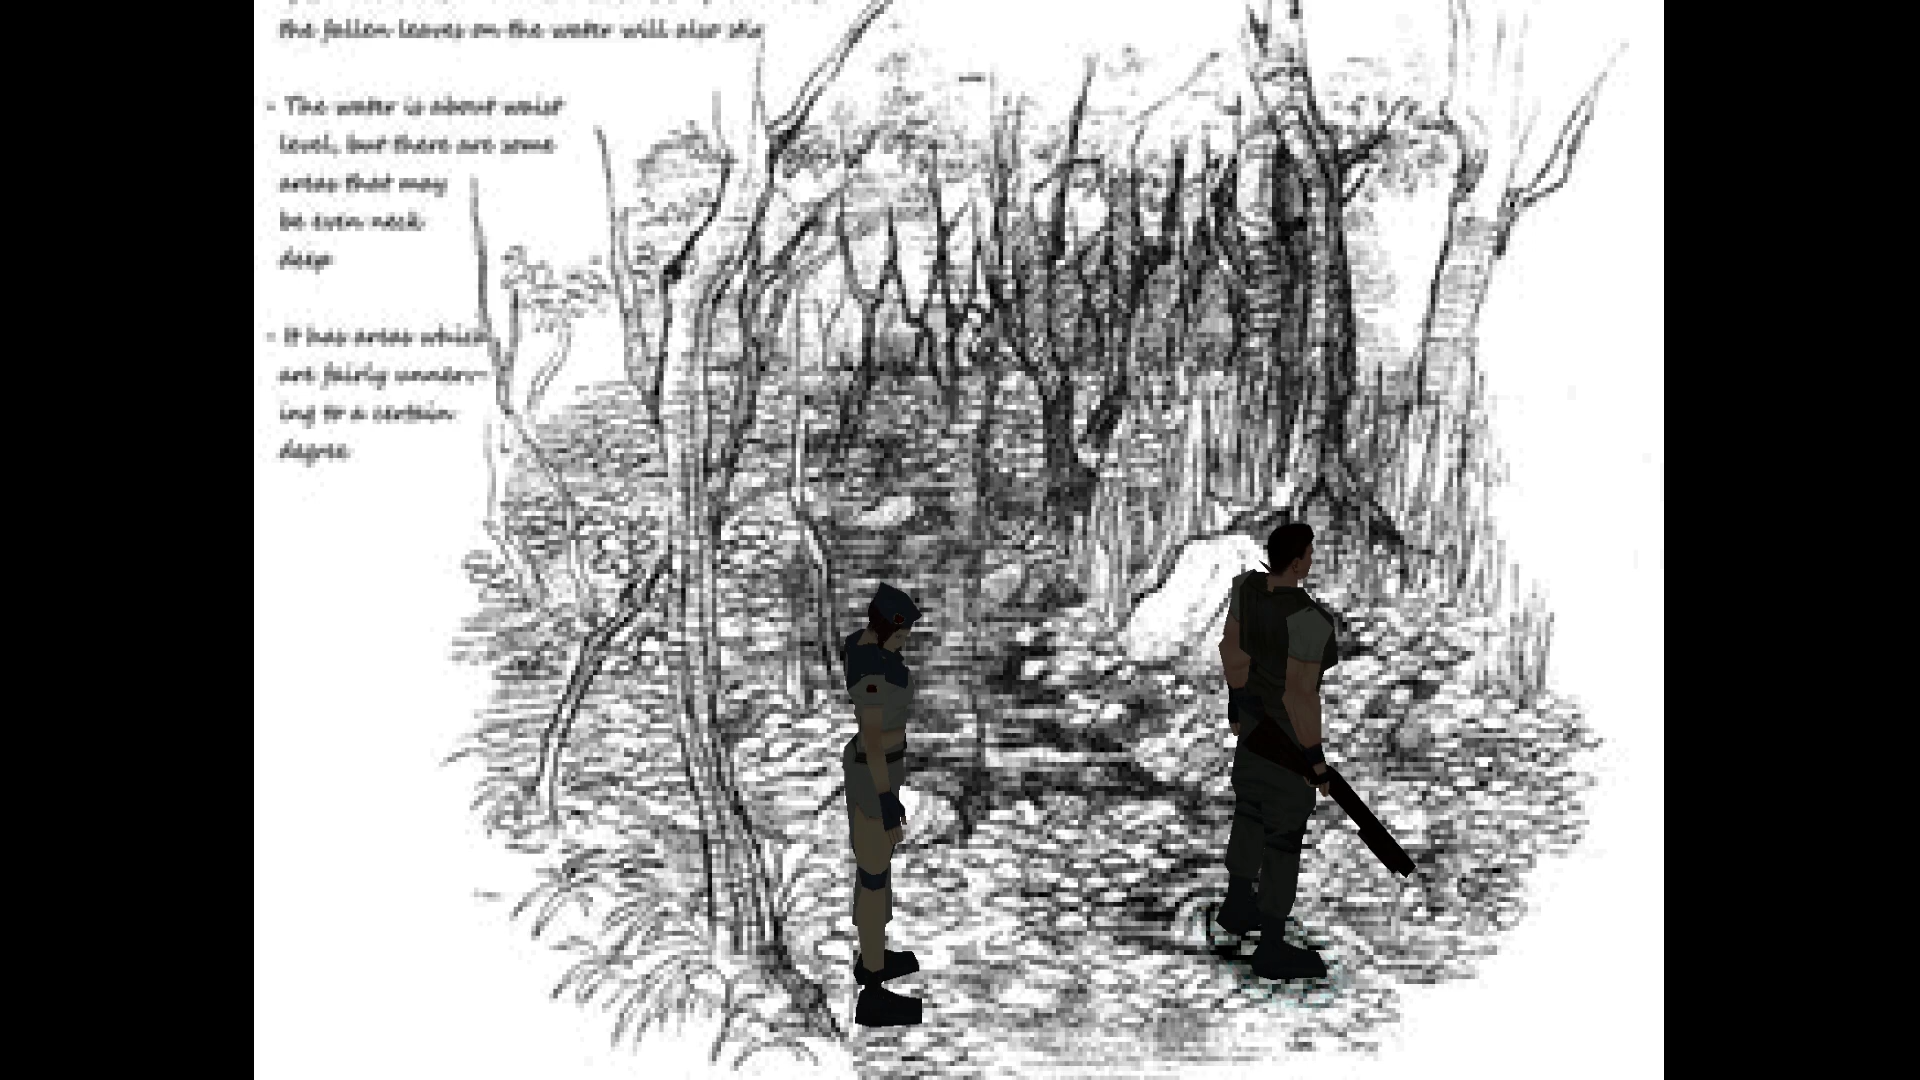 the fallen leaves on the water will also stir
- The water is about waist
level, but there are some
areas that may
be even neck
deep
- It has areas which
are fairly unnerv-
ing to a certain
degree